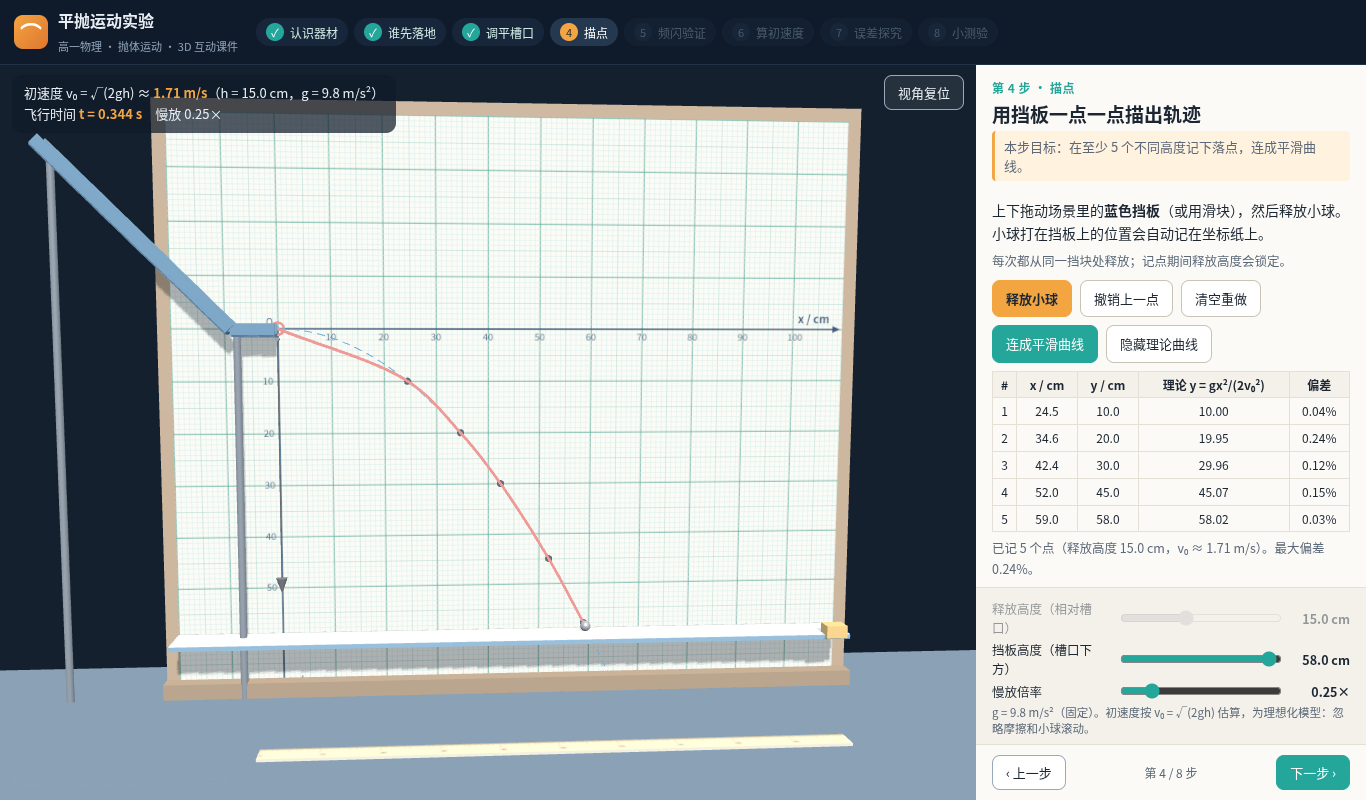 平抛运动实验
高一物理 · 抛体运动 · 3D 互动课件
✓ 认识器材
✓ 谁先落地
✓ 调平槽口
4 描点
5 频闪验证
6 算初速度
7 误差探究
8 小测验
初速度 v₀ = √(2gh) ≈ 1.71 m/s（h = 15.0 cm，g = 9.8 m/s²）
飞行时间 t = 0.344 s 慢放 0.25×
视角复位
x / cm
O
10 20 30 40 50 60 70 80 90 100
10
20
30
40
50
第 4 步 · 描点
用挡板一点一点描出轨迹
本步目标：在至少 5 个不同高度记下落点，连成平滑曲
线。
上下拖动场景里的蓝色挡板（或用滑块），然后释放小球。
小球打在挡板上的位置会自动记在坐标纸上。
每次都从同一挡块处释放；记点期间释放高度会锁定。
释放小球 撤销上一点 清空重做
连成平滑曲线 隐藏理论曲线
# x / cm y / cm 理论 y = gx²/(2v₀²) 偏差
1 24.5 10.0 10.00 0.04%
2 34.6 20.0 19.95 0.24%
3 42.4 30.0 29.96 0.12%
4 52.0 45.0 45.07 0.15%
5 59.0 58.0 58.02 0.03%
已记 5 个点（释放高度 15.0 cm，v₀ ≈ 1.71 m/s）。最大偏差
0.24%。
释放高度（相对槽
口） 15.0 cm
挡板高度（槽口下
方） 58.0 cm
慢放倍率 0.25×
g = 9.8 m/s²（固定）。初速度按 v₀ = √(2gh) 估算，为理想化模型：忽
略摩擦和小球滚动。
‹ 上一步 第 4 / 8 步 下一步 ›